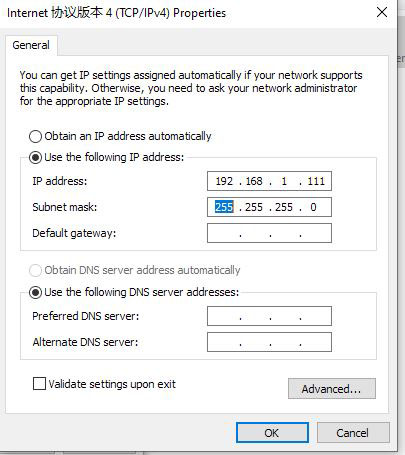 Internet 协议版本 4 (TCP/IPv4) Properties
General
You can get IP settings assigned automatically if your network supports
this capability. Otherwise, you need to ask your network administrator
for the appropriate IP settings.
Obtain an IP address automatically
Use the following IP address:
IP address: 192 . 168 . 1 . 111
Subnet mask: 255 . 255 . 255 . 0
Default gateway: . . .
Obtain DNS server address automatically
Use the following DNS server addresses:
Preferred DNS server: . . .
Alternate DNS server: . . .
Validate settings upon exit
Advanced...
OK Cancel